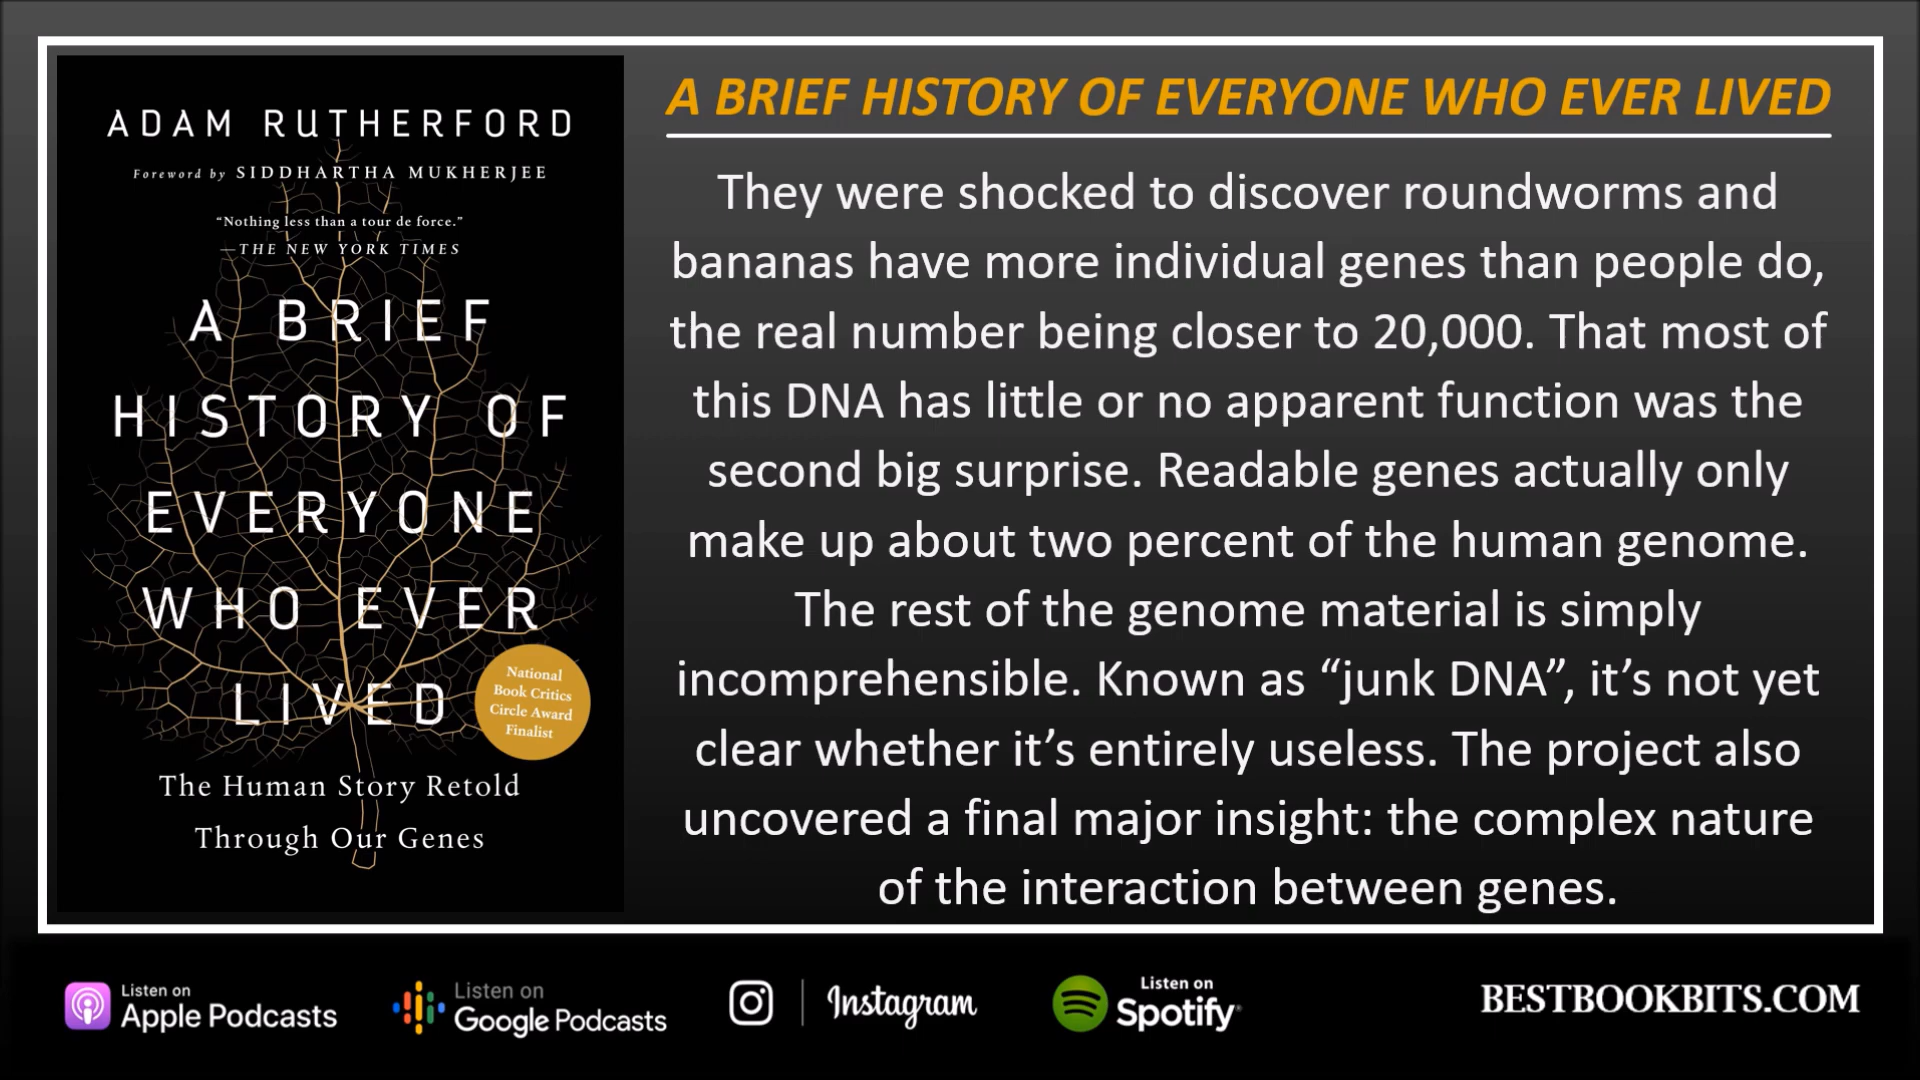 ADAM RUTHERFORD
Foreword by SIDDHARTHA MUKHERJEE
“Nothing less than a tour de force.”
—THE NEW YORK TIMES
A BRIEF
HISTORY OF
EVERYONE
WHO EVER
LIVED
National
Book Critics
Circle Award
Finalist
The Human Story Retold
Through Our Genes
A BRIEF HISTORY OF EVERYONE WHO EVER LIVED
They were shocked to discover roundworms and
bananas have more individual genes than people do,
the real number being closer to 20,000. That most of
this DNA has little or no apparent function was the
second big surprise. Readable genes actually only
make up about two percent of the human genome.
The rest of the genome material is simply
incomprehensible. Known as “junk DNA”, it’s not yet
clear whether it’s entirely useless. The project also
uncovered a final major insight: the complex nature
of the interaction between genes.
Listen on
Apple Podcasts
Listen on
Google Podcasts
Instagram
Listen on
Spotify
BESTBOOKBITS.COM